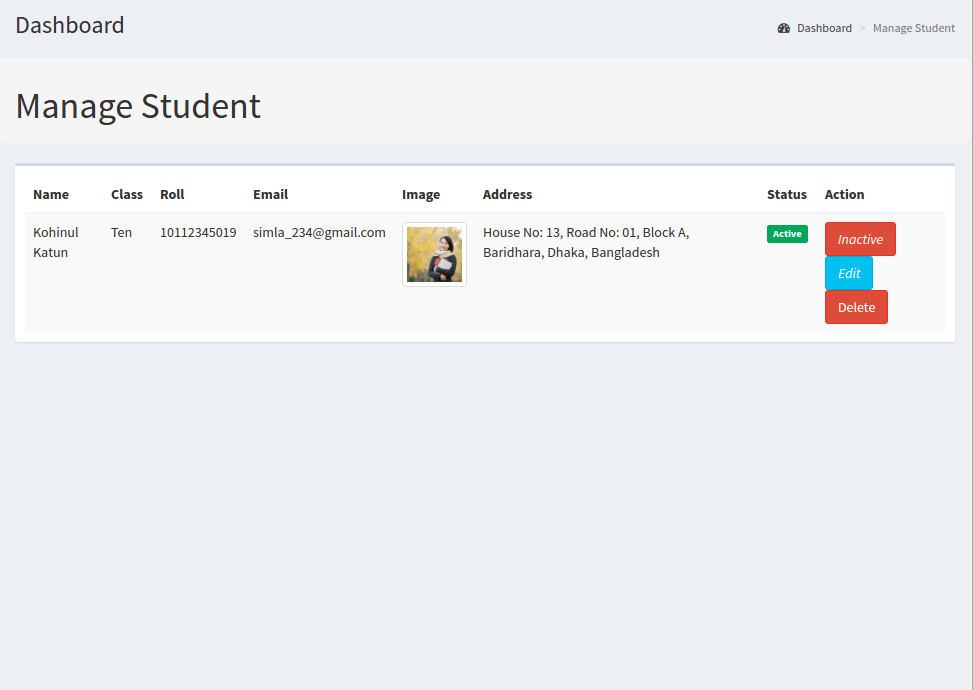 Dashboard
Dashboard > Manage Student
Manage Student
Name Class Roll Email Image Address Status Action
Kohinul Katun Ten 10112345019 simla_234@gmail.com House No: 13, Road No: 01, Block A, Baridhara, Dhaka, Bangladesh Active Inactive
Edit
Delete